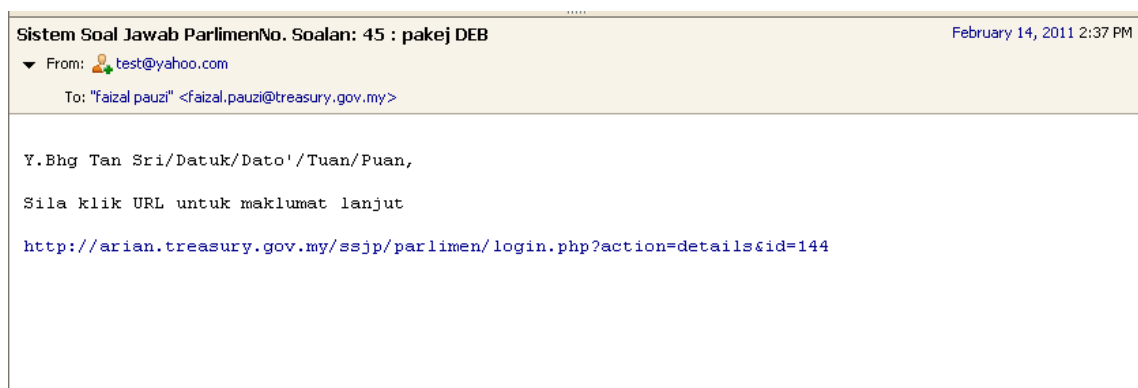 Sistem Soal Jawab ParlimenNo. Soalan: 45 : pakej DEB
February 14, 2011 2:37 PM
From: test@yahoo.com
To: "faizal pauzi" <faizal.pauzi@treasury.gov.my>
Y.Bhg Tan Sri/Datuk/Dato'/Tuan/Puan,
Sila klik URL untuk maklumat lanjut
http://arian.treasury.gov.my/ssjp/parlimen/login.php?action=details&id=144